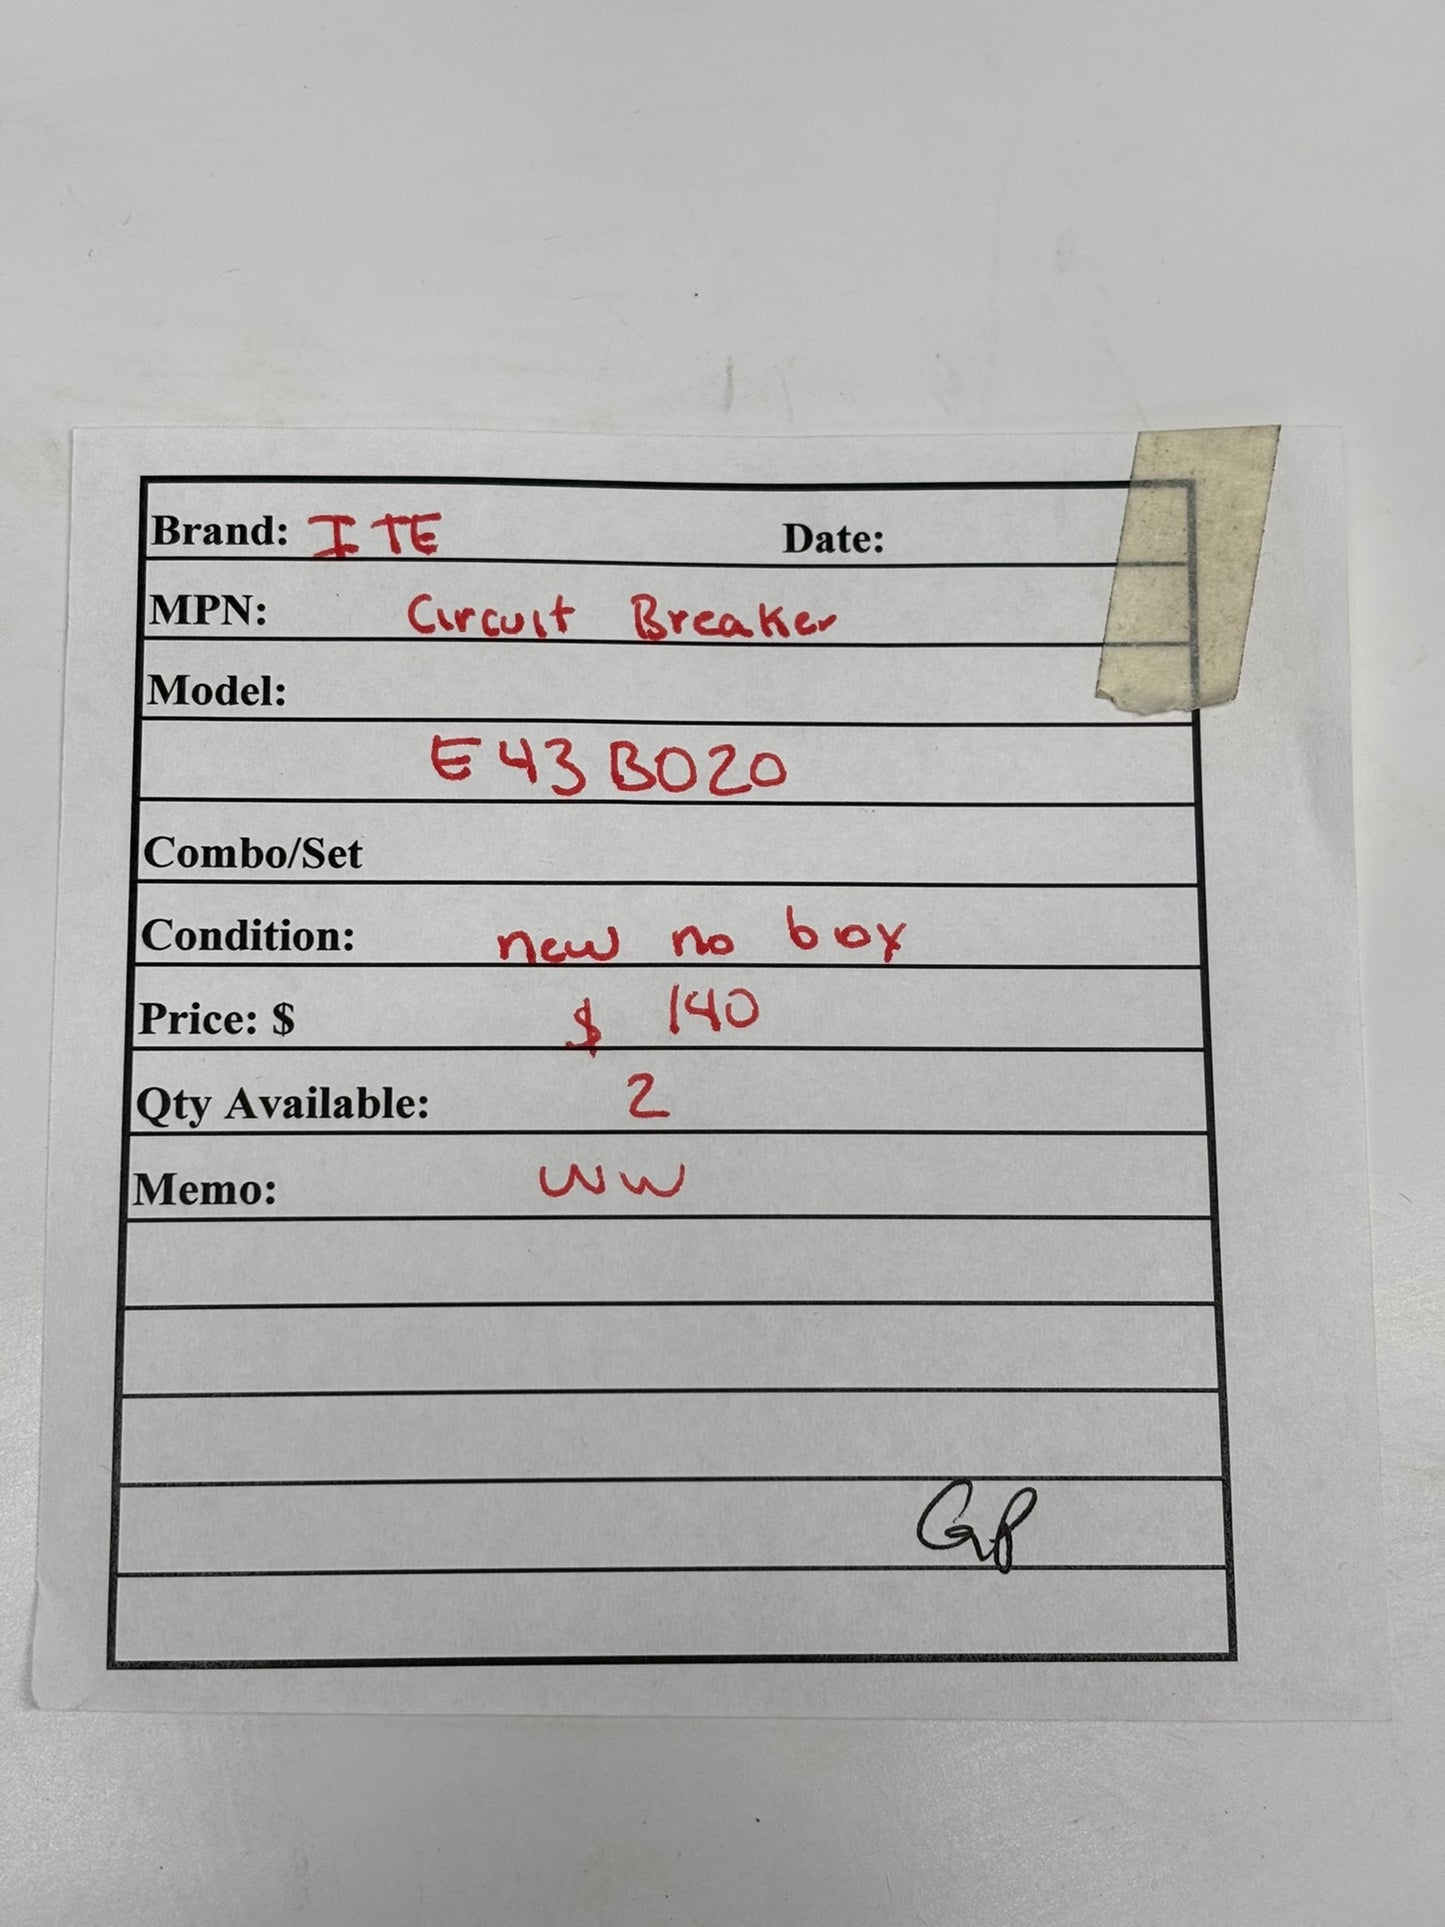 Brand: ITE Date:
MPN: Circuit Breaker
Model:
E43B020
Combo/Set
Condition: new no box
Price: $ $ 140
Qty Available: 2
Memo: WW
GP